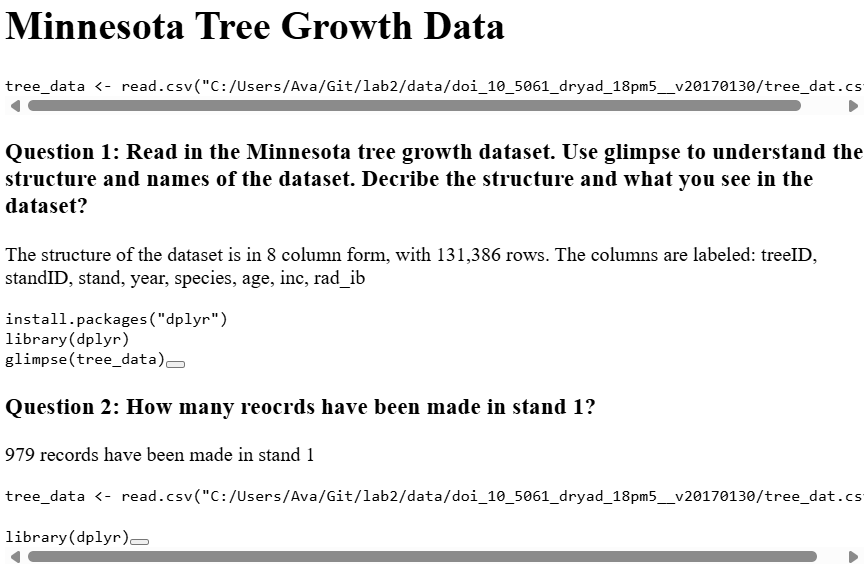 Minnesota Tree Growth Data
tree_data <- read.csv("C:/Users/Ava/Git/lab2/data/doi_10_5061_dryad_18pm5__v20170130/tree_dat.cs
Question 1: Read in the Minnesota tree growth dataset. Use glimpse to understand the
structure and names of the dataset. Decribe the structure and what you see in the
dataset?
The structure of the dataset is in 8 column form, with 131,386 rows. The columns are labeled: treeID,
standID, stand, year, species, age, inc, rad_ib
install.packages("dplyr")
library(dplyr)
glimpse(tree_data)
Question 2: How many reocrds have been made in stand 1?
979 records have been made in stand 1
tree_data <- read.csv("C:/Users/Ava/Git/lab2/data/doi_10_5061_dryad_18pm5__v20170130/tree_dat.cs
library(dplyr)